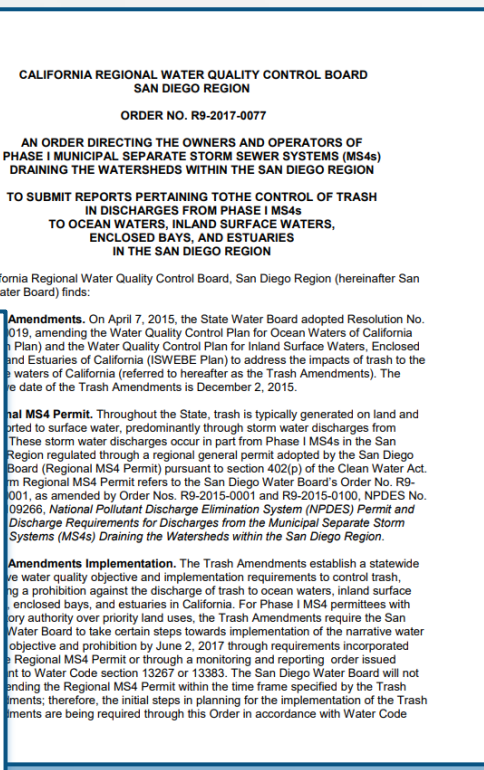 CALIFORNIA REGIONAL WATER QUALITY CONTROL BOARD
SAN DIEGO REGION
ORDER NO. R9-2017-0077
AN ORDER DIRECTING THE OWNERS AND OPERATORS OF
PHASE I MUNICIPAL SEPARATE STORM SEWER SYSTEMS (MS4s)
DRAINING THE WATERSHEDS WITHIN THE SAN DIEGO REGION
TO SUBMIT REPORTS PERTAINING TOTHE CONTROL OF TRASH
IN DISCHARGES FROM PHASE I MS4s
TO OCEAN WATERS, INLAND SURFACE WATERS,
ENCLOSED BAYS, AND ESTUARIES
IN THE SAN DIEGO REGION
fornia Regional Water Quality Control Board, San Diego Region (hereinafter San
ater Board) finds:
Amendments. On April 7, 2015, the State Water Board adopted Resolution No.
019, amending the Water Quality Control Plan for Ocean Waters of California
n Plan) and the Water Quality Control Plan for Inland Surface Waters, Enclosed
and Estuaries of California (ISWEBE Plan) to address the impacts of trash to the
e waters of California (referred to hereafter as the Trash Amendments). The
ve date of the Trash Amendments is December 2, 2015.
nal MS4 Permit. Throughout the State, trash is typically generated on land and
orted to surface water, predominantly through storm water discharges from
These storm water discharges occur in part from Phase I MS4s in the San
Region regulated through a regional general permit adopted by the San Diego
Board (Regional MS4 Permit) pursuant to section 402(p) of the Clean Water Act.
rm Regional MS4 Permit refers to the San Diego Water Board's Order No. R9-
0001, as amended by Order Nos. R9-2015-0001 and R9-2015-0100, NPDES No.
109266, National Pollutant Discharge Elimination System (NPDES) Permit and
Discharge Requirements for Discharges from the Municipal Separate Storm
Systems (MS4s) Draining the Watersheds within the San Diego Region.
Amendments Implementation. The Trash Amendments establish a statewide
ve water quality objective and implementation requirements to control trash,
ng a prohibition against the discharge of trash to ocean waters, inland surface
, enclosed bays, and estuaries in California. For Phase I MS4 permittees with
ory authority over priority land uses, the Trash Amendments require the San
Water Board to take certain steps towards implementation of the narrative water
objective and prohibition by June 2, 2017 through requirements incorporated
e Regional MS4 Permit or through a monitoring and reporting order issued
nt to Water Code section 13267 or 13383. The San Diego Water Board will not
ending the Regional MS4 Permit within the time frame specified by the Trash
dments; therefore, the initial steps in planning for the implementation of the Trash
dments are being required through this Order in accordance with Water Code